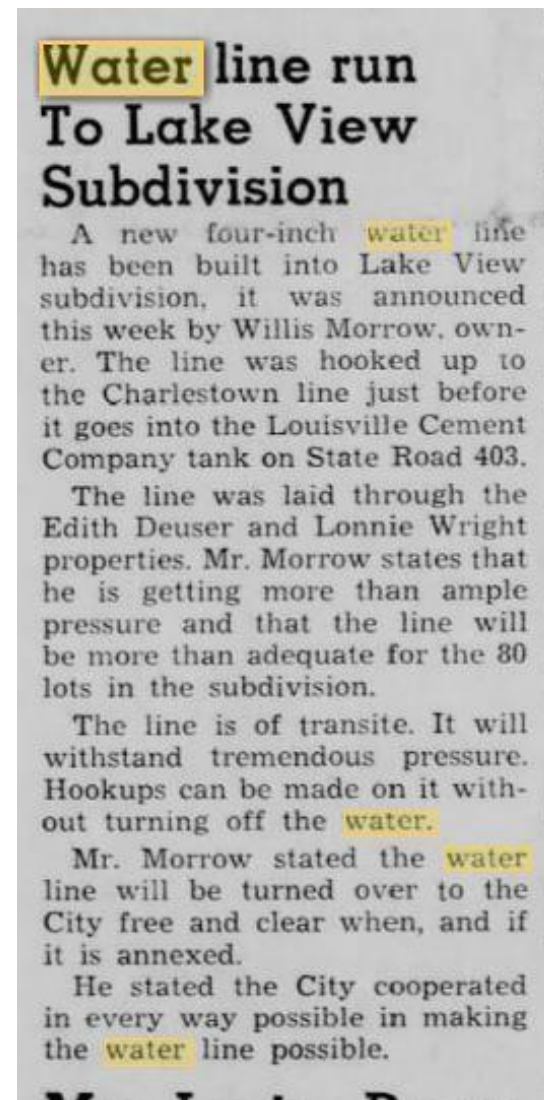 Water line run
To Lake View
Subdivision
A new four-inch water line
has been built into Lake View
subdivision, it was announced
this week by Willis Morrow, own-
er. The line was hooked up to
the Charlestown line just before
it goes into the Louisville Cement
Company tank on State Road 403.
The line was laid through the
Edith Deuser and Lonnie Wright
properties. Mr. Morrow states that
he is getting more than ample
pressure and that the line will
be more than adequate for the 80
lots in the subdivision.
The line is of transite. It will
withstand tremendous pressure.
Hookups can be made on it with-
out turning off the water.
Mr. Morrow stated the water
line will be turned over to the
City free and clear when, and if
it is annexed.
He stated the City cooperated
in every way possible in making
the water line possible.